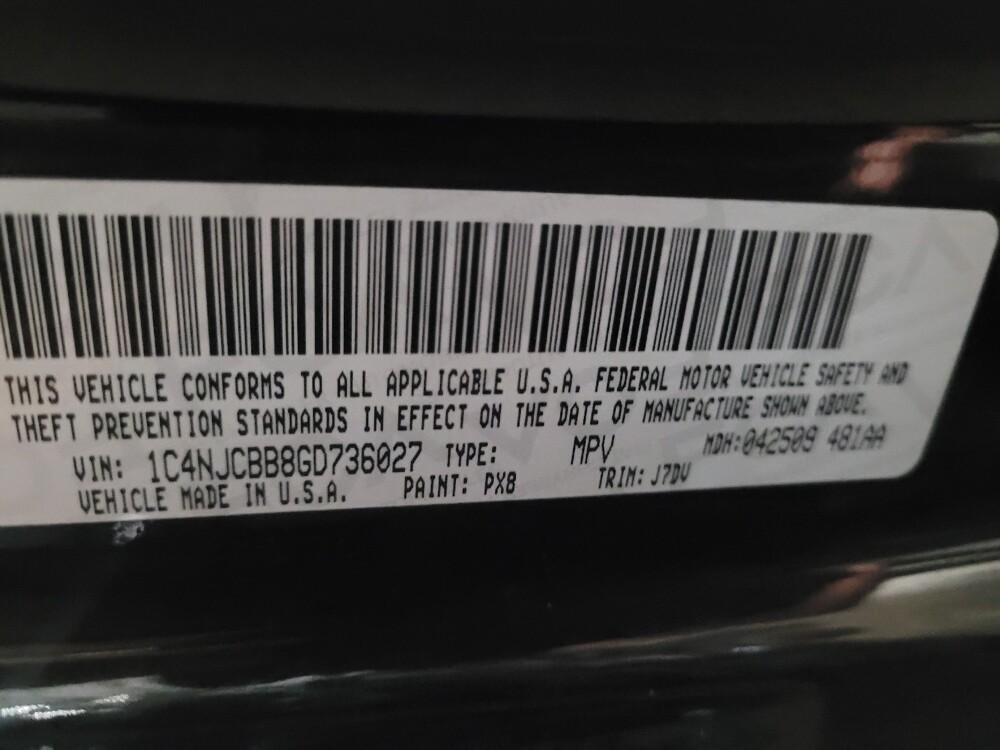 THIS VEHICLE CONFORMS TO ALL APPLICABLE U.S.A. FEDERAL MOTOR VEHICLE SAFETY AND
THEFT PREVENTION STANDARDS IN EFFECT ON THE DATE OF MANUFACTURE SHOWN ABOVE.
VIN: 1C4NJCBB8GD736027 TYPE: MPV MDH:042509 481AA
VEHICLE MADE IN U.S.A. PAINT: PX8 TRIM: J7DV